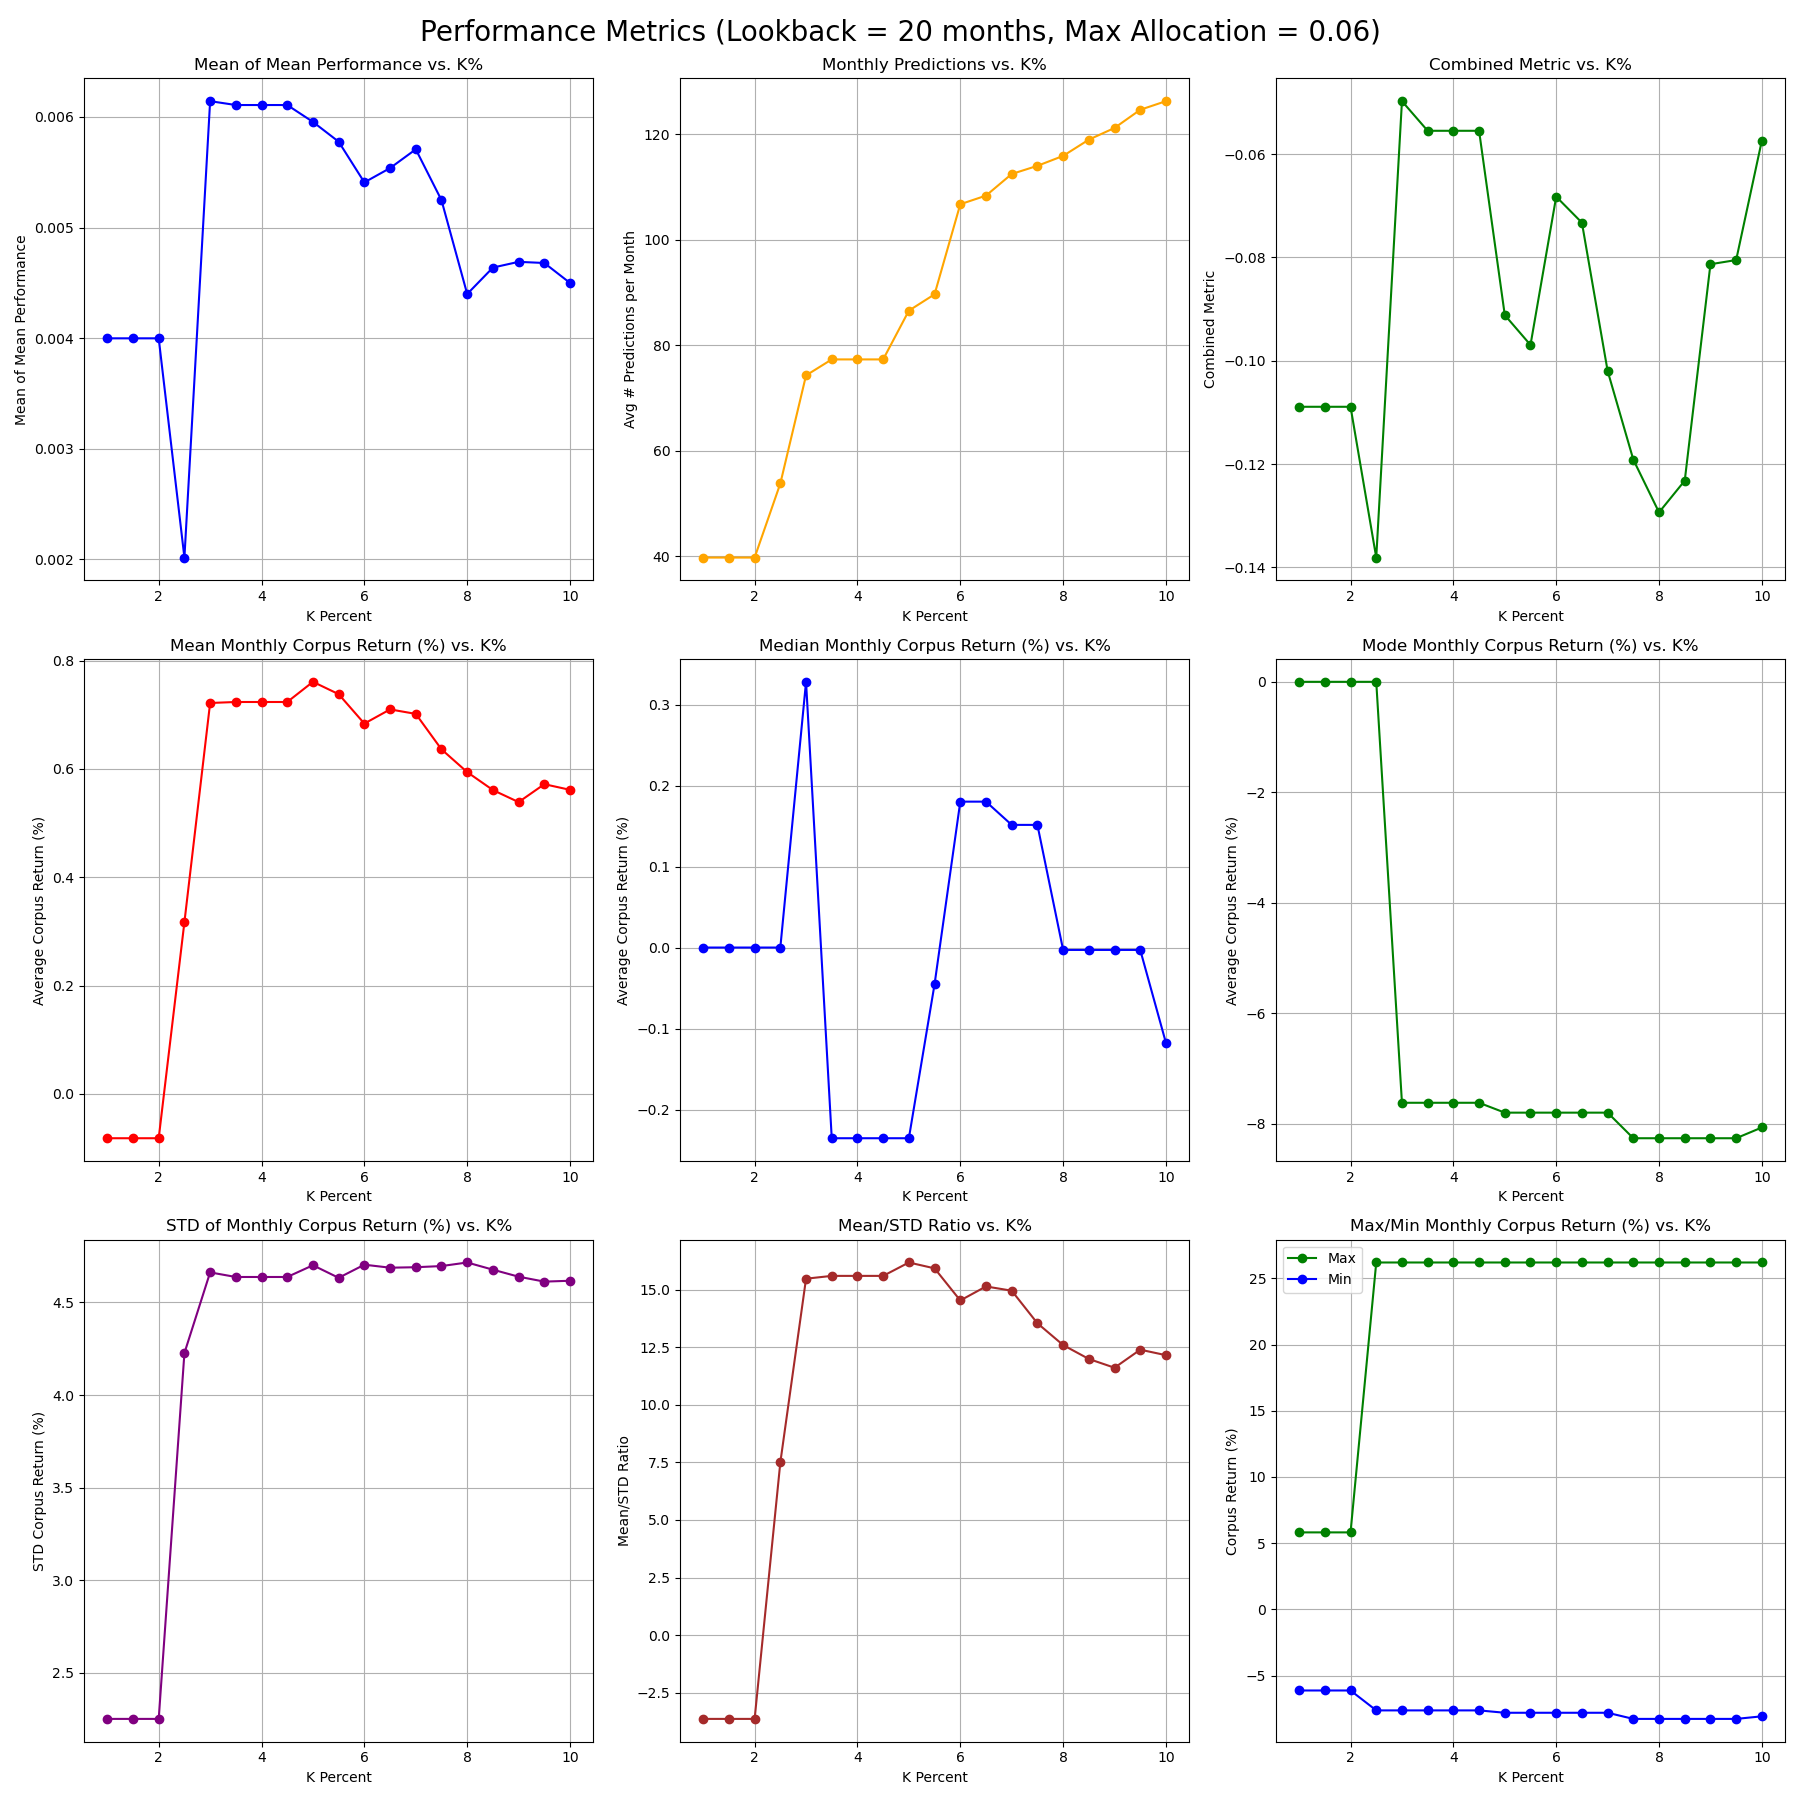 Performance Metrics (Lookback = 20 months, Max Allocation = 0.06)
Mean of Mean Performance vs. K%
Mean of Mean Performance
0.006
0.005
0.004
0.003
0.002
2 4 6 8 10
K Percent
Monthly Predictions vs. K%
Avg # Predictions per Month
120
100
80
60
40
2 4 6 8 10
K Percent
Combined Metric vs. K%
Combined Metric
−0.06
−0.08
−0.10
−0.12
−0.14
2 4 6 8 10
K Percent
Mean Monthly Corpus Return (%) vs. K%
Average Corpus Return (%)
0.8
0.6
0.4
0.2
0.0
2 4 6 8 10
K Percent
Median Monthly Corpus Return (%) vs. K%
Average Corpus Return (%)
0.3
0.2
0.1
0.0
−0.1
−0.2
2 4 6 8 10
K Percent
Mode Monthly Corpus Return (%) vs. K%
Average Corpus Return (%)
0
−2
−4
−6
−8
2 4 6 8 10
K Percent
STD of Monthly Corpus Return (%) vs. K%
STD Corpus Return (%)
4.5
4.0
3.5
3.0
2.5
2 4 6 8 10
K Percent
Mean/STD Ratio vs. K%
Mean/STD Ratio
15.0
12.5
10.0
7.5
5.0
2.5
0.0
−2.5
2 4 6 8 10
K Percent
Max/Min Monthly Corpus Return (%) vs. K%
Max
Min
Corpus Return (%)
25
20
15
10
5
0
−5
2 4 6 8 10
K Percent